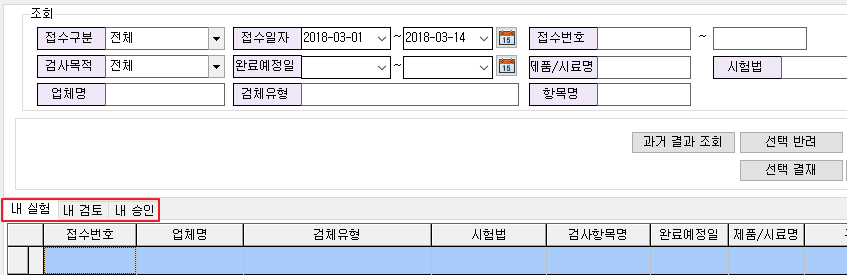 조회
접수구분 전체 접수일자 2018-03-01 ~ 2018-03-14 15 접수번호 ~
검사목적 전체 완료예정일 ~ 15 제품/시료명 시험법
업체명 검체유형 항목명
과거 결과 조회 선택 반려
선택 결재
내 실험 내 검토 내 승인
접수번호 업체명 검체유형 시험법 검사항목명 완료예정일 제품/시료명